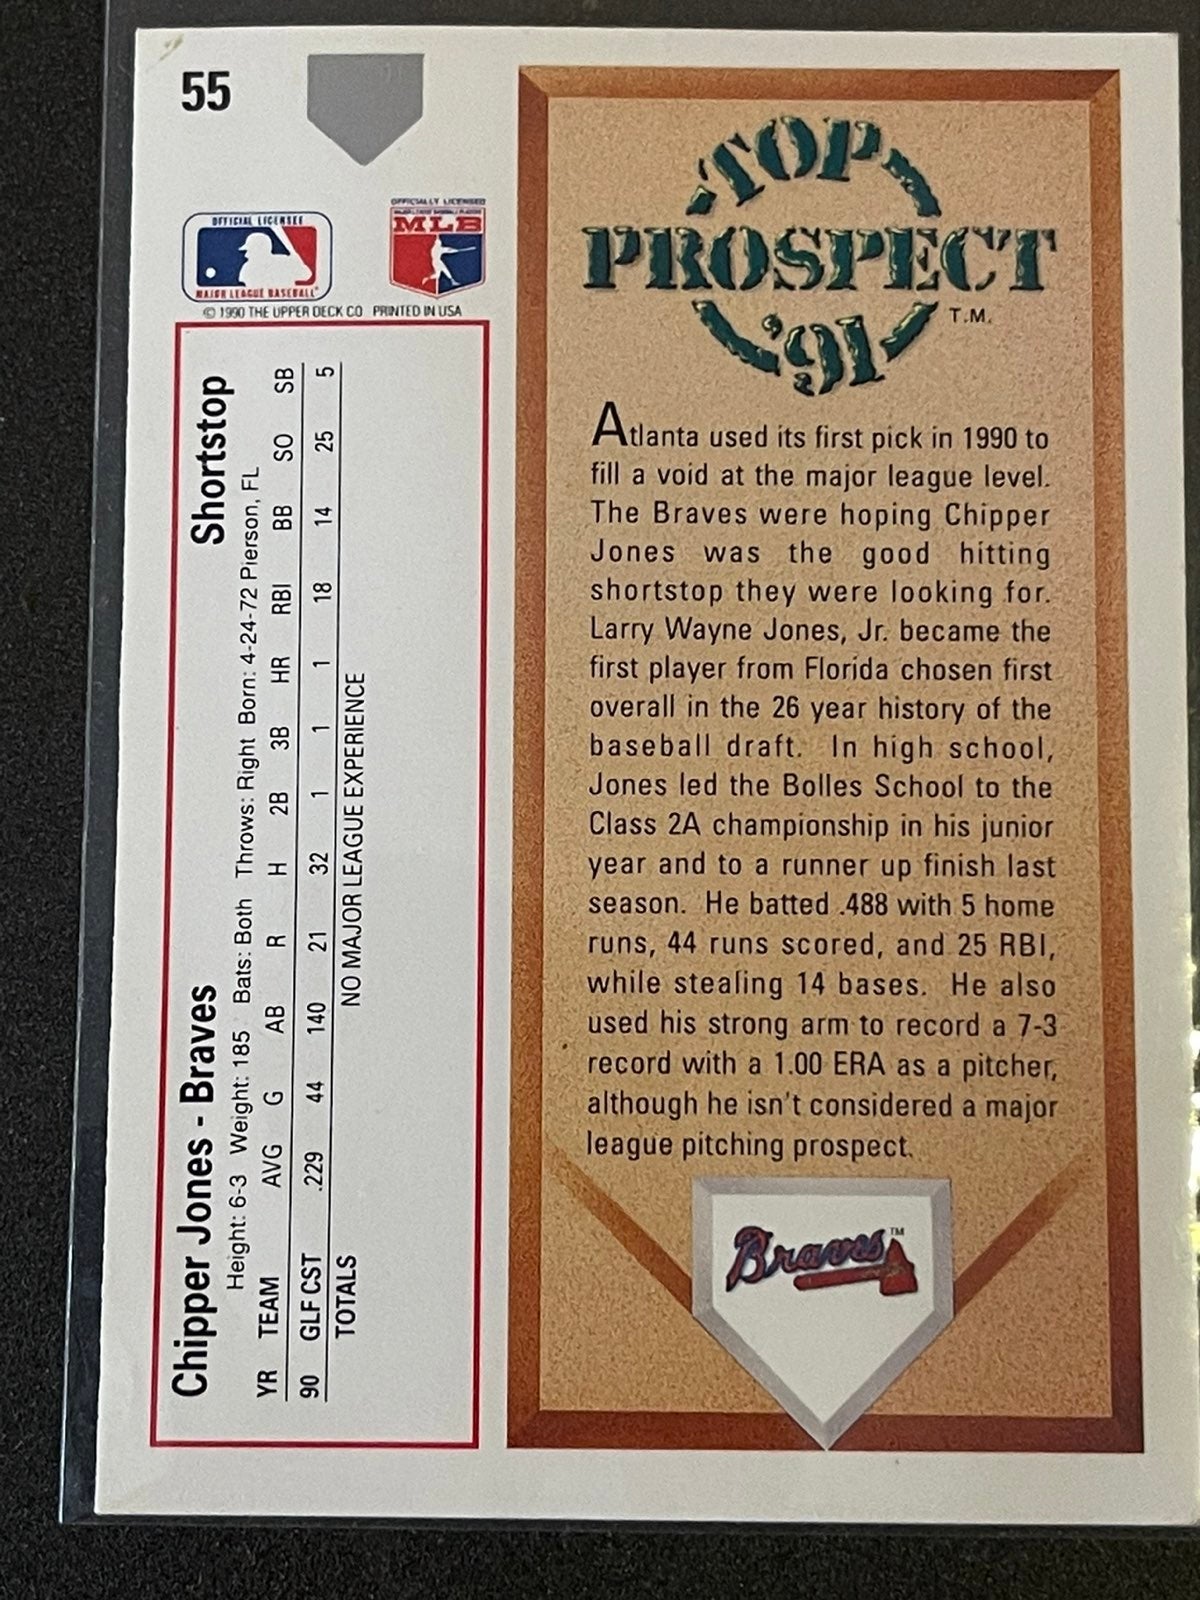 55
OFFICIAL LICENSEE
MAJOR LEAGUE BASEBALL
OFFICIALLY LICENSED
MAJOR LEAGUE BASEBALL PLAYERS
MLB
© 1990 THE UPPER DECK CO. PRINTED IN USA
Chipper Jones - Braves Shortstop
Height: 6-3 Weight: 185 Bats: Both Throws: Right Born: 4-24-72 Pierson, FL
YR TEAM AVG G AB R H 2B 3B HR RBI BB SO SB
90 GLF CST .229 44 140 21 32 1 1 1 18 14 25 5
TOTALS NO MAJOR LEAGUE EXPERIENCE
TOP
PROSPECT
'91 T.M.
Atlanta used its first pick in 1990 to
fill a void at the major league level.
The Braves were hoping Chipper
Jones was the good hitting
shortstop they were looking for.
Larry Wayne Jones, Jr. became the
first player from Florida chosen first
overall in the 26 year history of the
baseball draft. In high school,
Jones led the Bolles School to the
Class 2A championship in his junior
year and to a runner up finish last
season. He batted .488 with 5 home
runs, 44 runs scored, and 25 RBI,
while stealing 14 bases. He also
used his strong arm to record a 7-3
record with a 1.00 ERA as a pitcher,
although he isn't considered a major
league pitching prospect.
Braves TM